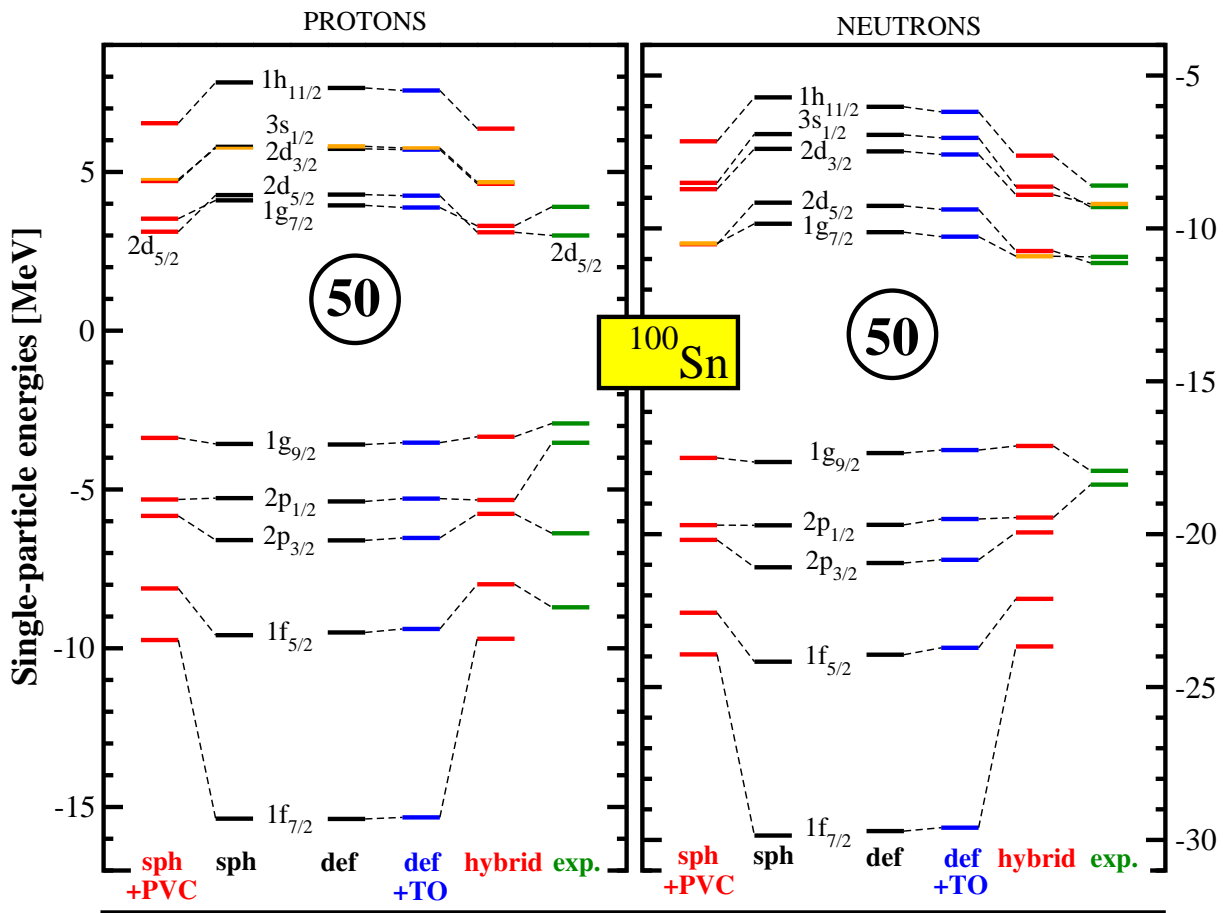 PROTONS
NEUTRONS
Single-particle energies [MeV]
5
0
-5
-10
-15
1h11/2
3s1/2
2d3/2
2d5/2
1g7/2
2d5/2
2d5/2
50
1g9/2
2p1/2
2p3/2
1f5/2
1f7/2
sph
+PVC
sph
def
def
+TO
hybrid
exp.
100Sn
1h11/2
3s1/2
2d3/2
2d5/2
1g7/2
50
1g9/2
2p1/2
2p3/2
1f5/2
1f7/2
sph
+PVC
sph
def
def
+TO
hybrid
exp.
-5
-10
-15
-20
-25
-30